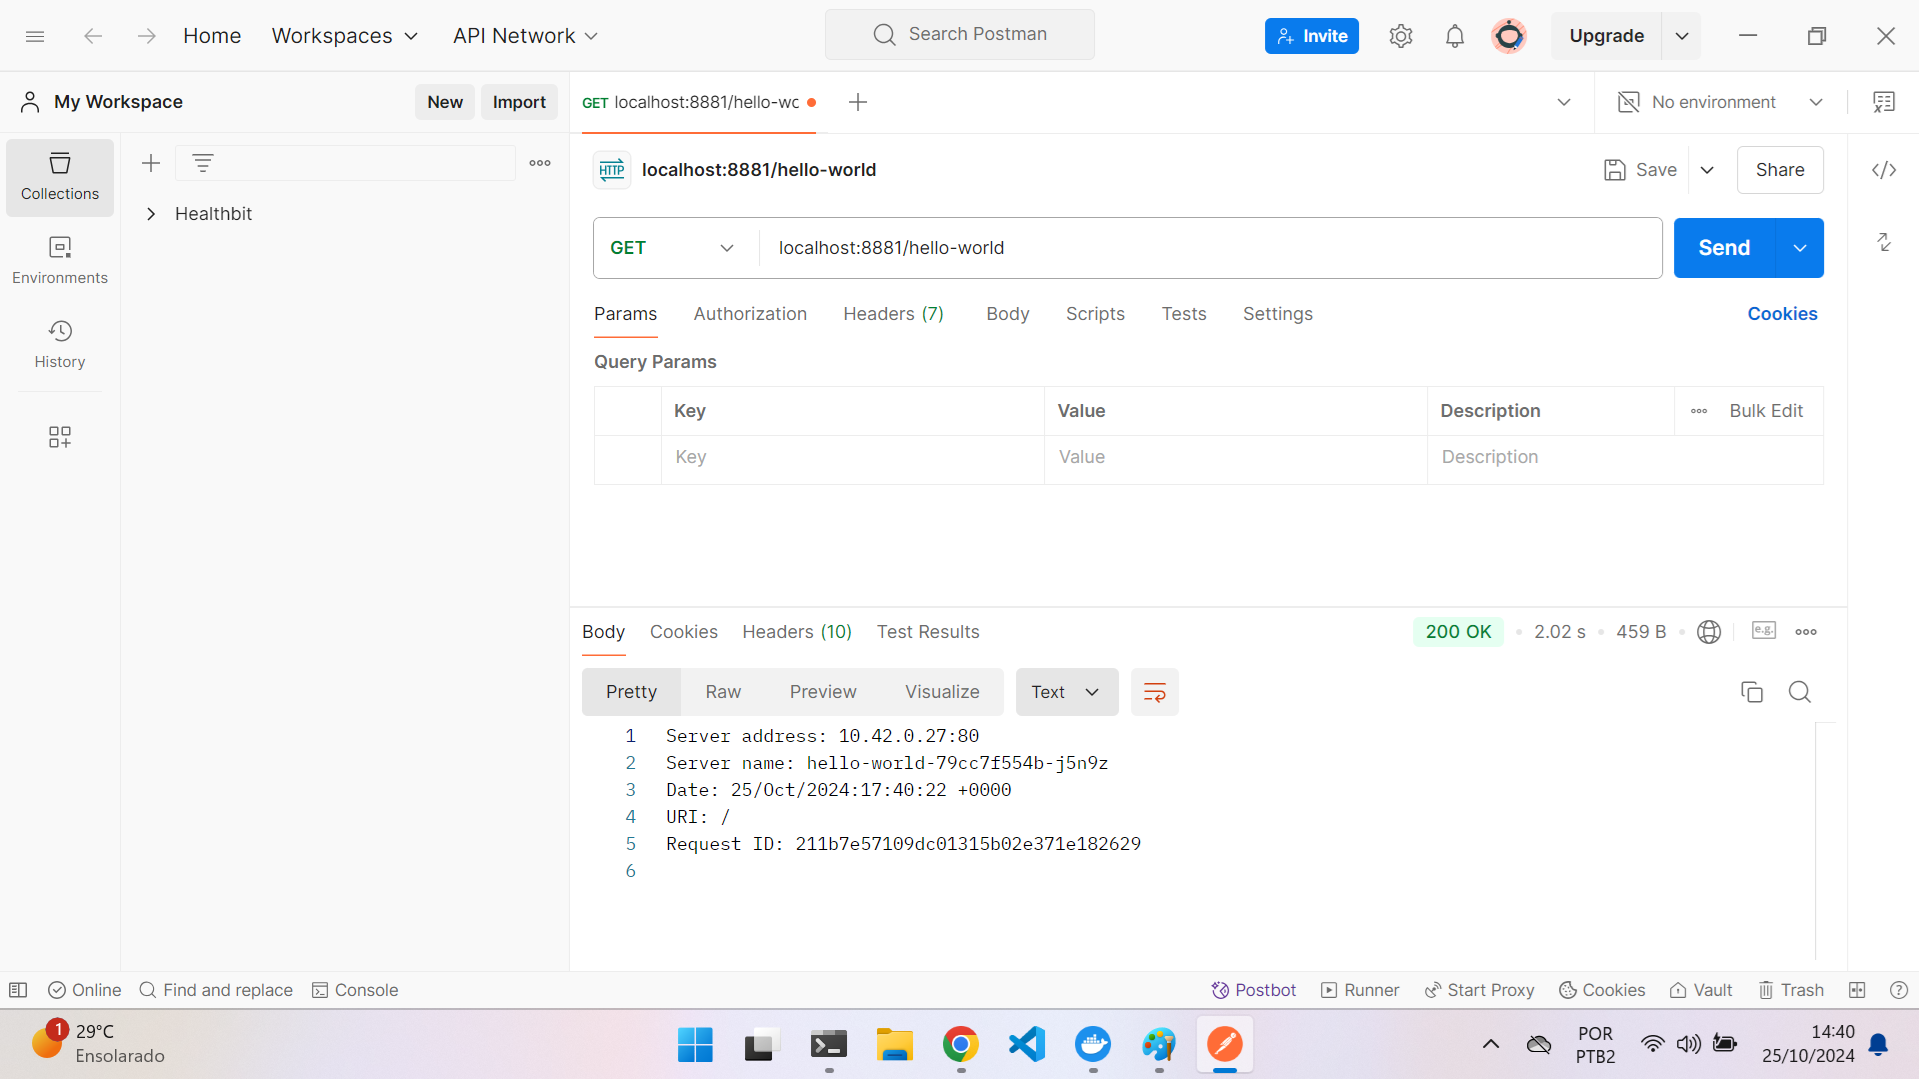 Home
Workspaces
API Network
Search Postman
Invite
Upgrade
My Workspace
New
Import
GET localhost:8881/hello-wc
No environment
Collections
Environments
History
Healthbit
HTTP
localhost:8881/hello-world
Save
Share
GET
localhost:8881/hello-world
Send
Params
Authorization
Headers (7)
Body
Scripts
Tests
Settings
Cookies
Query Params
Key
Value
Description
Bulk Edit
Key
Value
Description
Body
Cookies
Headers (10)
Test Results
200 OK
2.02 s
459 B
e.g.
Pretty
Raw
Preview
Visualize
Text
1 Server address: 10.42.0.27:80
2 Server name: hello-world-79cc7f554b-j5n9z
3 Date: 25/Oct/2024:17:40:22 +0000
4 URI: /
5 Request ID: 211b7e57109dc01315b02e371e182629
6
Online
Find and replace
Console
Postbot
Runner
Start Proxy
Cookies
Vault
Trash
1
29°C
Ensolarado
POR
PTB2
14:40
25/10/2024